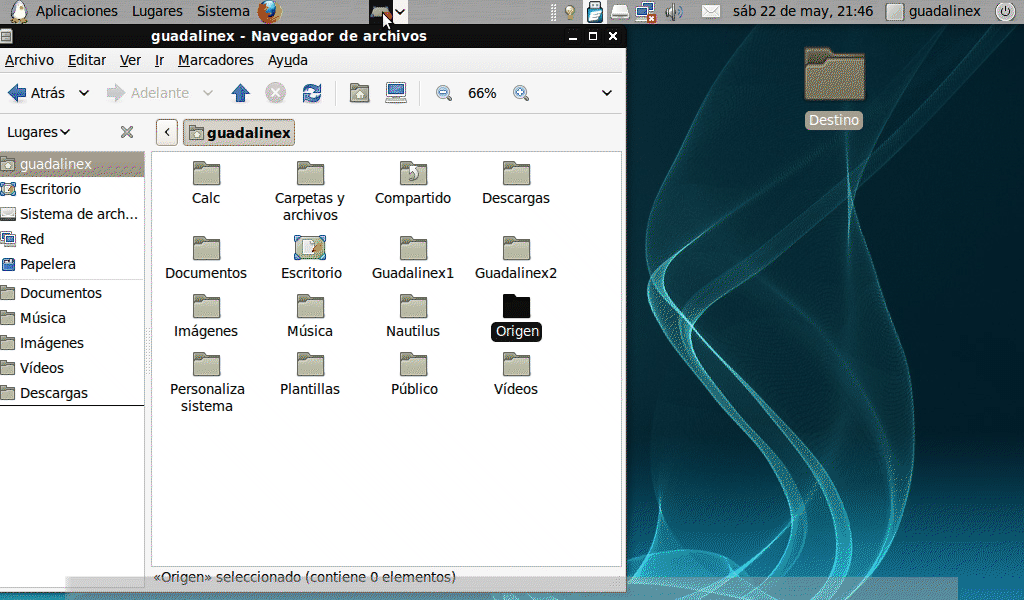 Aplicaciones Lugares Sistema sáb 22 de may, 21:46 guadalinex
guadalinex - Navegador de archivos
Archivo Editar Ver Ir Marcadores Ayuda
Atrás Adelante 66%
Lugares guadalinex
guadalinex
Escritorio
Sistema de arch...
Red
Papelera
Documentos
Música
Imágenes
Vídeos
Descargas
Calc Carpetas y archivos Compartido Descargas
Documentos Escritorio Guadalinex1 Guadalinex2
Imágenes Música Nautilus Origen
Personaliza sistema Plantillas Público Vídeos
«Origen» seleccionado (contiene 0 elementos)
Destino